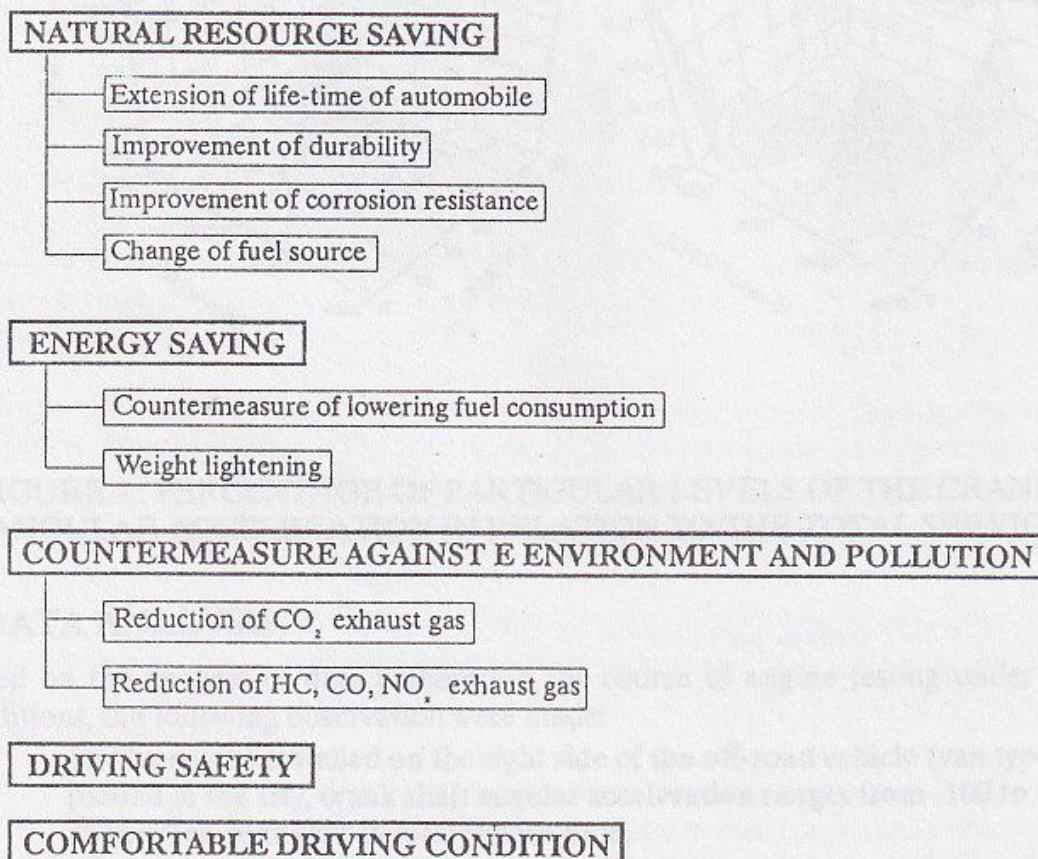 NATURAL RESOURCE SAVING
Extension of life-time of automobile
Improvement of durability
Improvement of corrosion resistance
Change of fuel source
ENERGY SAVING
Countermeasure of lowering fuel consumption
Weight lightening
COUNTERMEASURE AGAINST E ENVIRONMENT AND POLLUTION
Reduction of CO₂ exhaust gas
Reduction of HC, CO, NOₓ exhaust gas
DRIVING SAFETY
COMFORTABLE DRIVING CONDITION